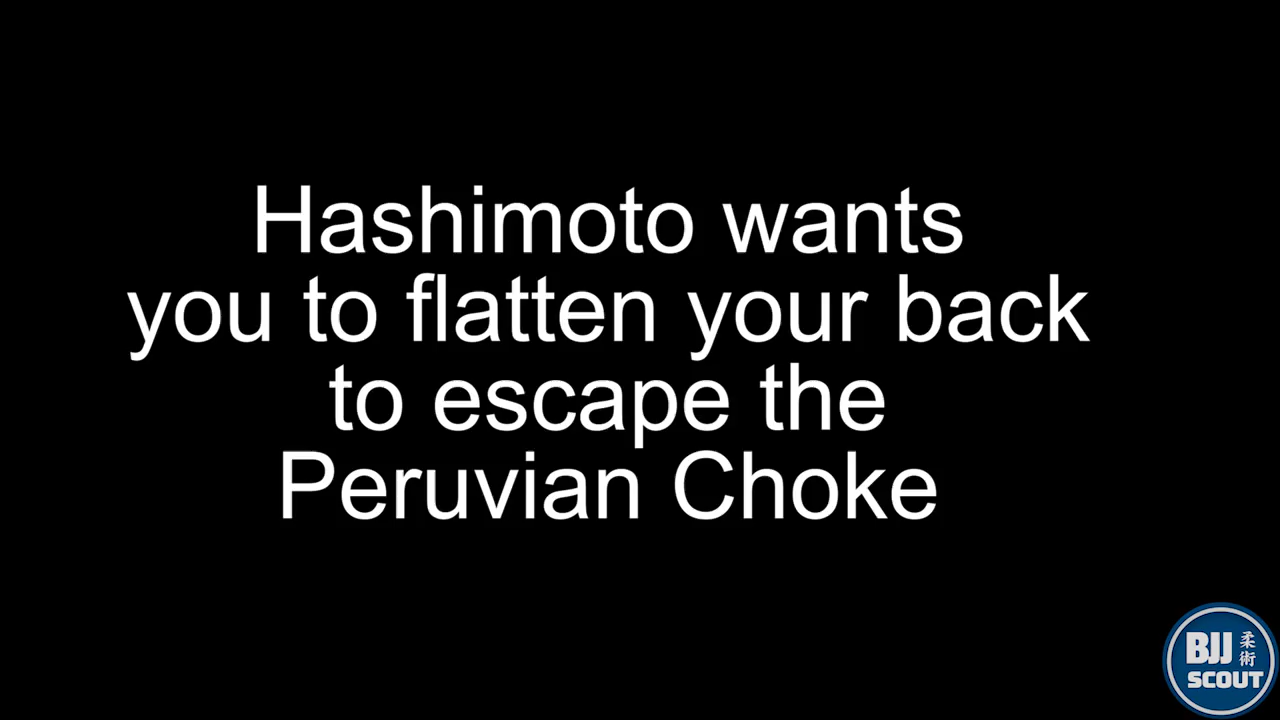 Hashimoto wants
you to flatten your back
to escape the
Peruvian Choke
BJJ 柔術
SCOUT